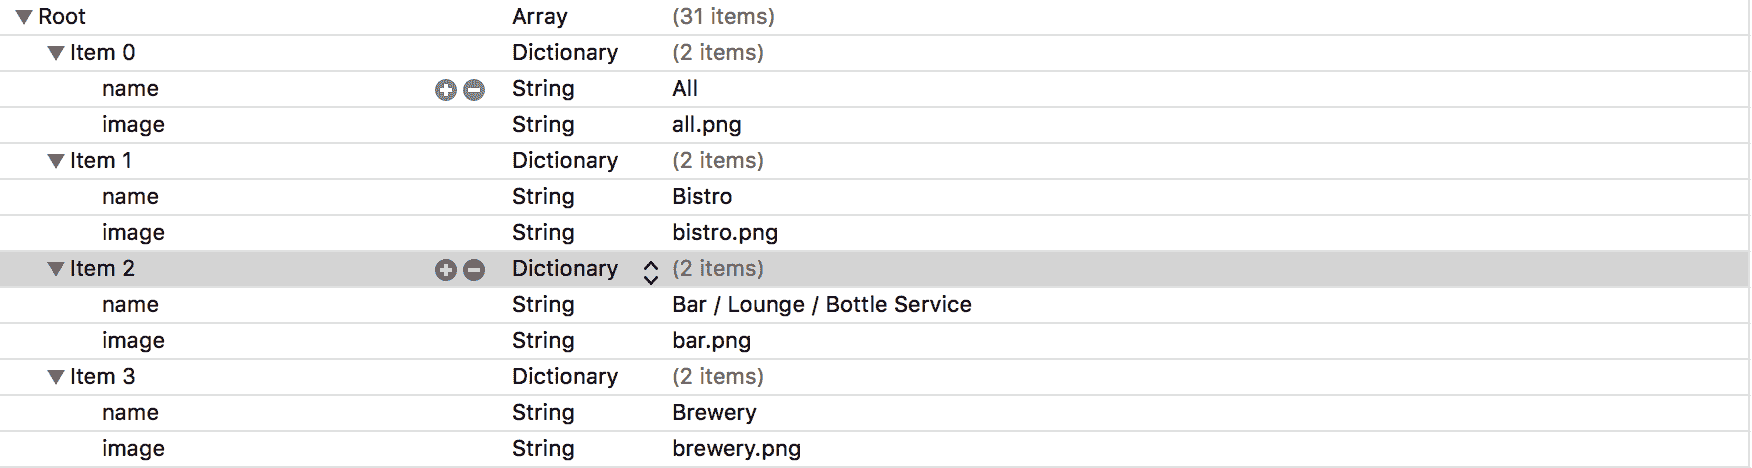 Root Array (31 items)
Item 0 Dictionary (2 items)
name String All
image String all.png
Item 1 Dictionary (2 items)
name String Bistro
image String bistro.png
Item 2 Dictionary (2 items)
name String Bar / Lounge / Bottle Service
image String bar.png
Item 3 Dictionary (2 items)
name String Brewery
image String brewery.png